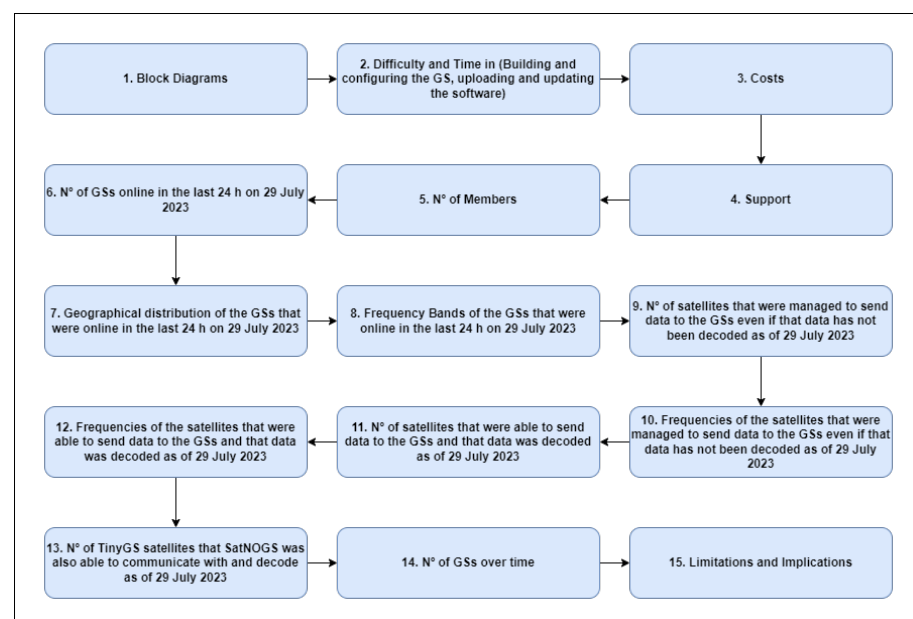 1. Block Diagrams
2. Difficulty and Time in (Building and
configuring the GS, uploading and updating
the software)
3. Costs
4. Support
5. N° of Members
6. N° of GSs online in the last 24 h on 29 July
2023
7. Geographical distribution of the GSs that
were online in the last 24 h on 29 July 2023
8. Frequency Bands of the GSs that were
online in the last 24 h on 29 July 2023
9. N° of satellites that were managed to send
data to the GSs even if that data has not
been decoded as of 29 July 2023
10. Frequencies of the satellites that were
managed to send data to the GSs even if that
data has not been decoded as of 29 July
2023
11. N° of satellites that were able to send
data to the GSs and that data was decoded
as of 29 July 2023
12. Frequencies of the satellites that were
able to send data to the GSs and that data
was decoded as of 29 July 2023
13. N° of TinyGS satellites that SatNOGS was
also able to communicate with and decode
as of 29 July 2023
14. N° of GSs over time
15. Limitations and Implications